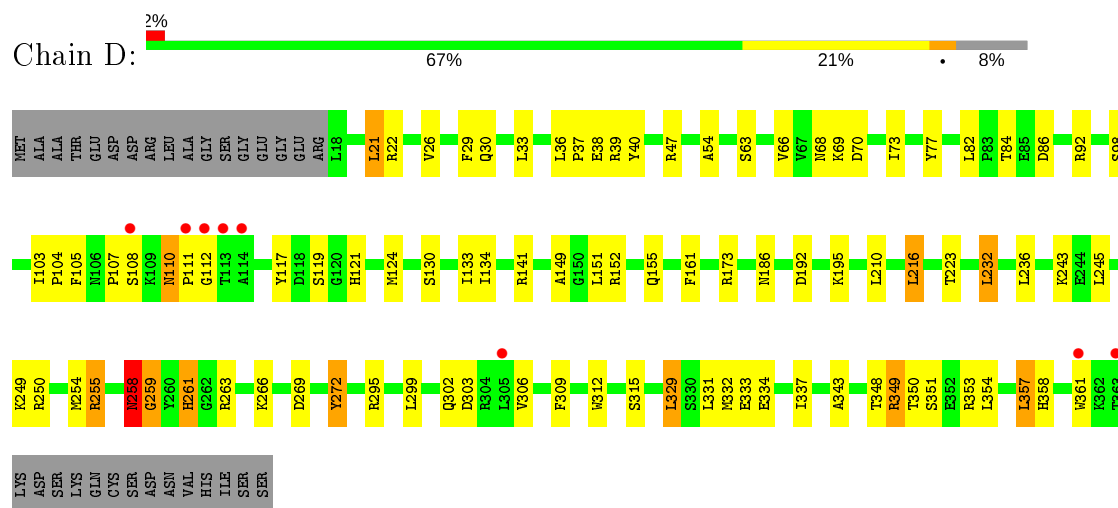 2%
Chain D:
67% 21% • 8%
MET ALA ALA THR GLU ASP ASP ARG LEU ALA GLY SER GLY GLU GLY GLU ARG L18 L21 R22 V26 F29 Q30 L33 L36 P37 E38 R39 Y40 R47 A54 S63 V66 V67 N68 K69 D70 I73 Y77 L82 P83 T84 E85 D86 R92 S98
I103 P104 F105 N106 P107 S108 K109 N110 P111 G112 T113 A114 Y117 D118 S119 G120 H121 M124 S130 I133 I134 R141 A149 G150 L151 R152 Q155 F161 R173 N186 D192 K195 L210 L216 T223 L232 L236 K243 E244 L245
K249 R250 M254 R255 N258 G259 Y260 H261 G262 R263 K266 D269 Y272 R295 L299 Q302 D303 R304 L305 V306 F309 W312 S315 L329 S330 L331 M332 E333 E334 I337 A343 T348 R349 T350 S351 E352 R353 L354 L357 H358 W361 K362 T363
LYS ASP SER LYS GLN CYS SER ASP ASN VAL HIS ILE SER SER